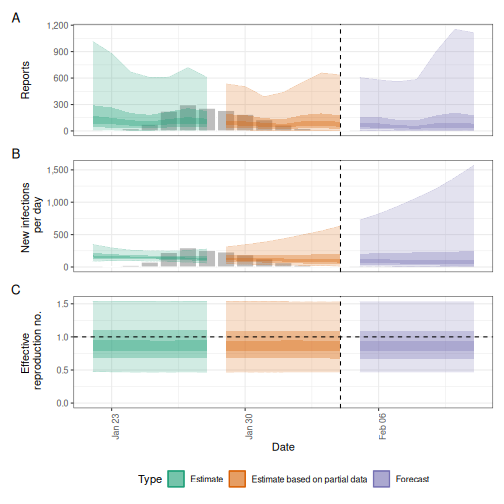 A
Reports
1,200
900
600
300
0
B
New infections
per day
1,500
1,000
500
0
C
Effective
reproduction no.
1.5
1.0
0.5
0.0
Jan 23
Jan 30
Feb 06
Date
Type
Estimate
Estimate based on partial data
Forecast